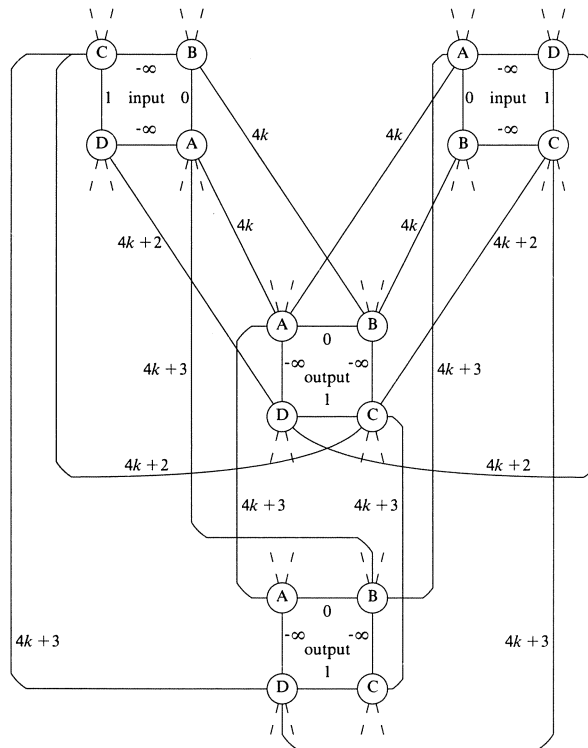 C B A D
-∞ -∞
1 input 0 0 input 1
-∞ -∞
D A B C
4k 4k
4k+2 4k 4k 4k+2
A B
0
4k+3 -∞ -∞ 4k+3
output
1
D C
4k+2 4k+2
4k+3 4k+3
A B
0
4k+3 -∞ -∞ 4k+3
output
1
D C